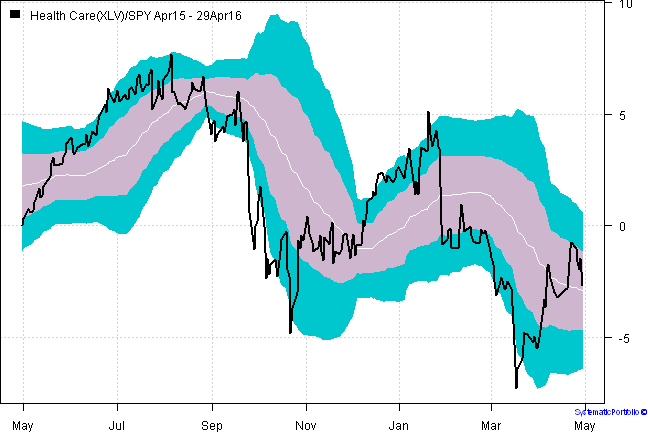 Health Care(XLV)/SPY Apr15 - 29Apr16
10
5
0
-5
SystematicPortfolio ©
May Jul Sep Nov Jan Mar May